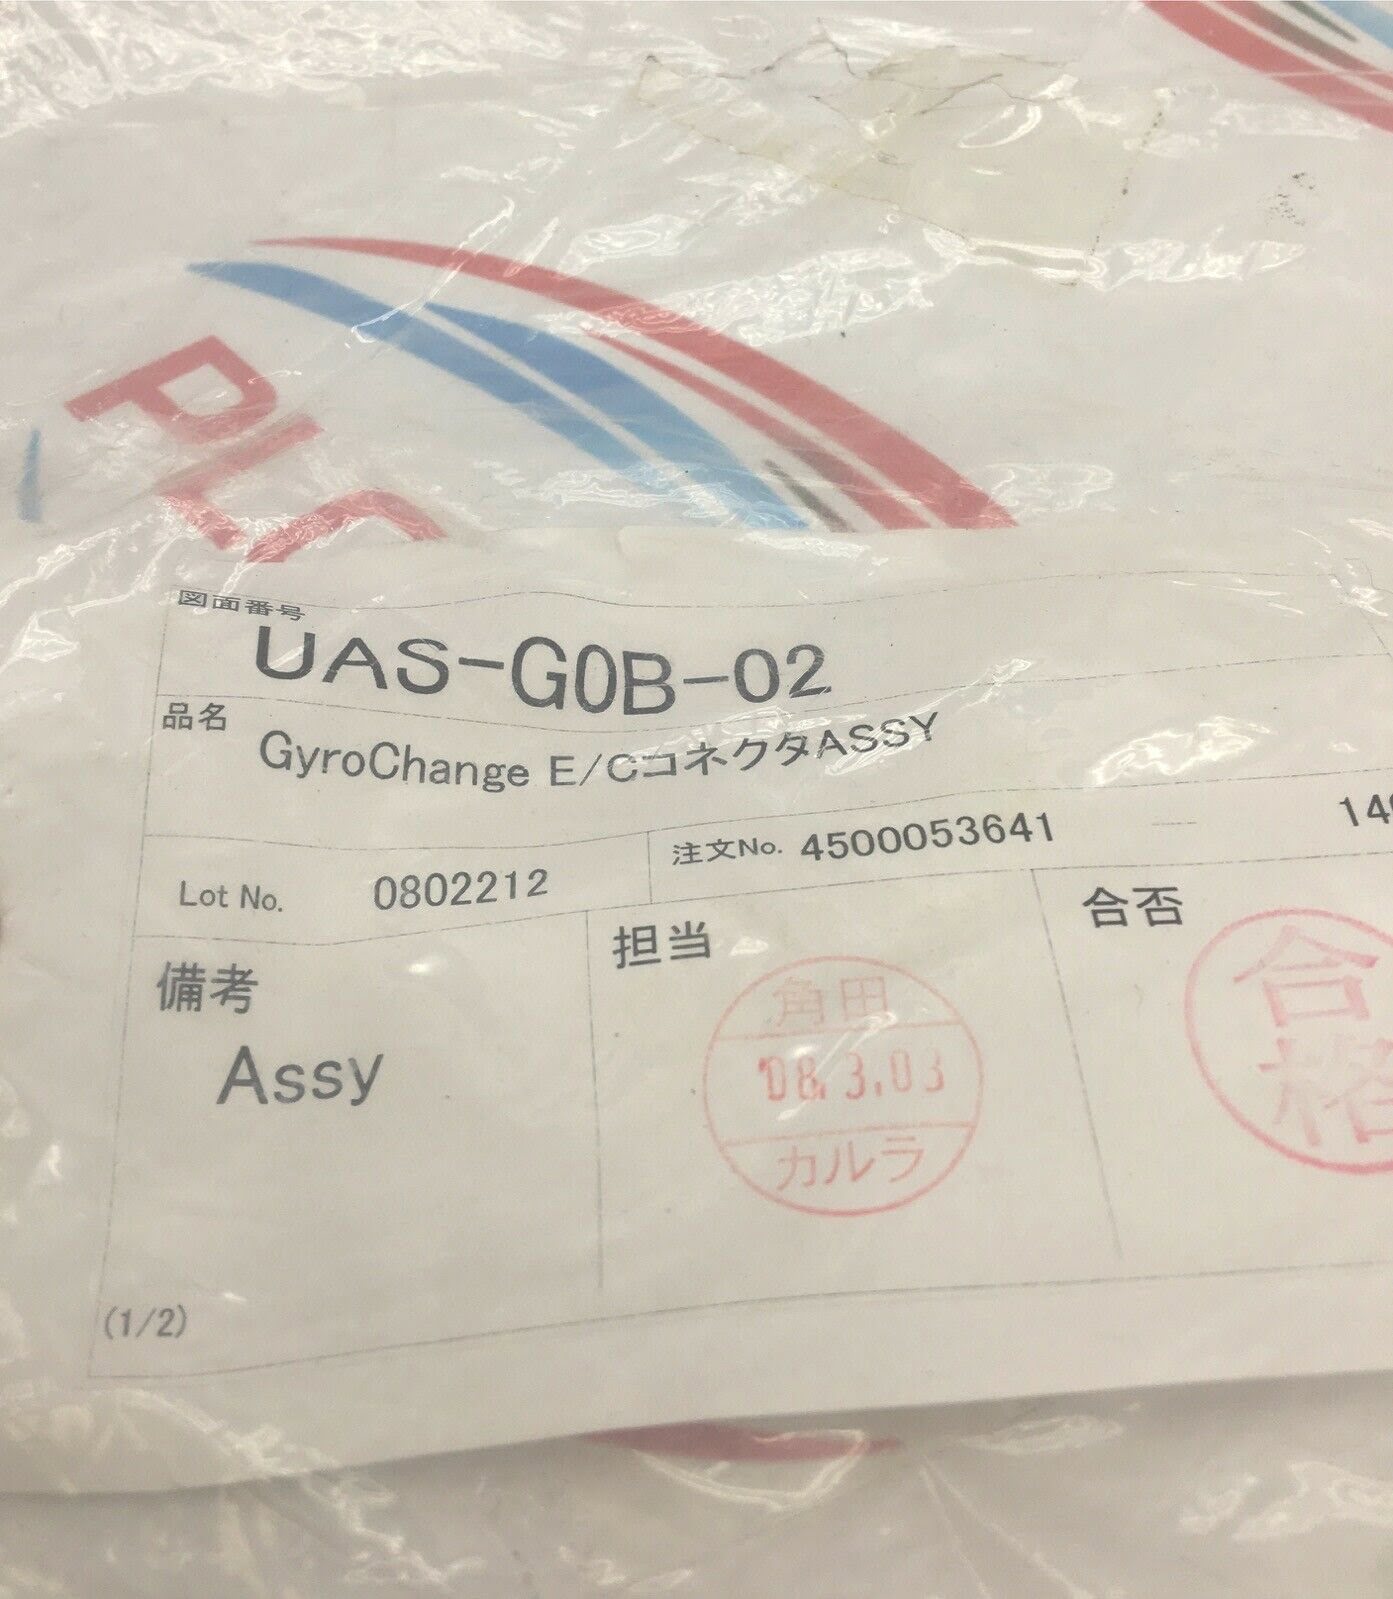 図面番号
UAS-G0B-02
品名
GyroChange E/CコネクタASSY
Lot No. 0802212
注文No. 4500053641 —
備考
Assy
担当
角田
'08.3.03
カルラ
合否
合格
(1/2)